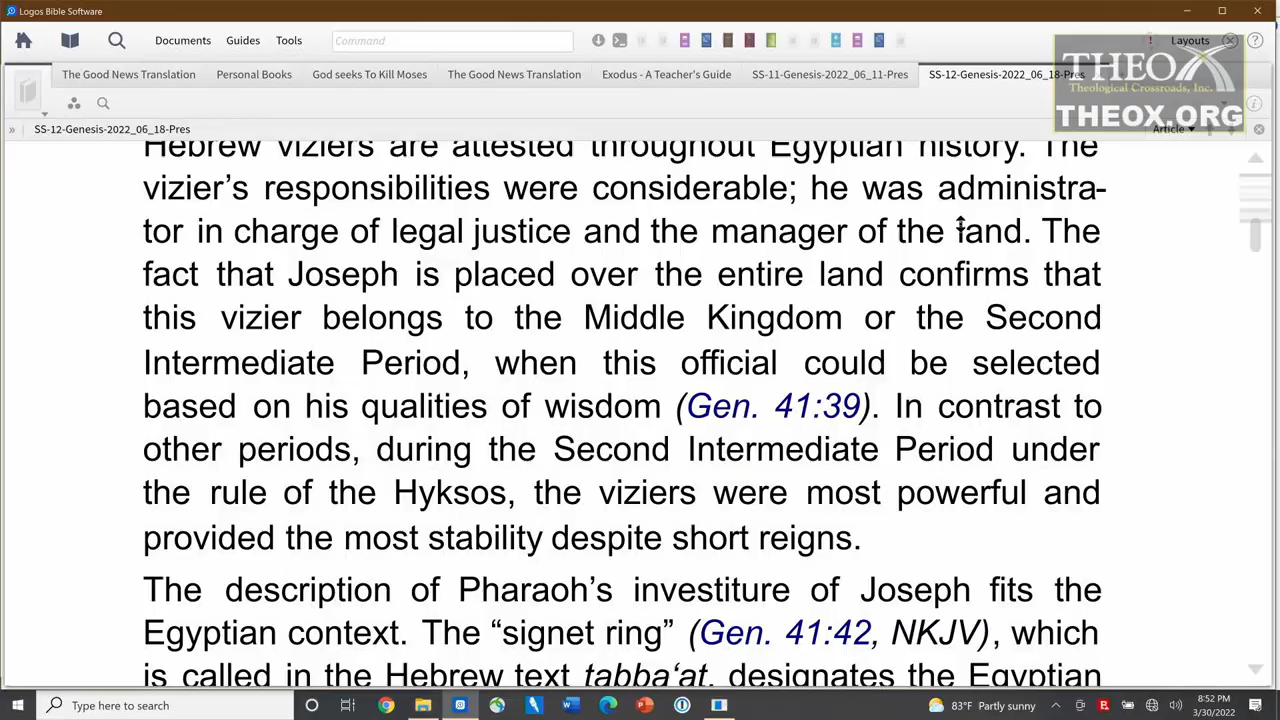 Logos Bible Software
Documents Guides Tools Command Layouts
The Good News Translation Personal Books God seeks To Kill Moses The Good News Translation Exodus - A Teacher's Guide SS-11-Genesis-2022_06_11-Pres SS-12-Genesis-2022_06_18-Pres
THEOX
Theological Crossroads, Inc.
THEOX.ORG
SS-12-Genesis-2022_06_18-Pres Article
Hebrew viziers are attested throughout Egyptian history. The
vizier’s responsibilities were considerable; he was administra-
tor in charge of legal justice and the manager of the land. The
fact that Joseph is placed over the entire land confirms that
this vizier belongs to the Middle Kingdom or the Second
Intermediate Period, when this official could be selected
based on his qualities of wisdom (Gen. 41:39). In contrast to
other periods, during the Second Intermediate Period under
the rule of the Hyksos, the viziers were most powerful and
provided the most stability despite short reigns.
The description of Pharaoh’s investiture of Joseph fits the
Egyptian context. The “signet ring” (Gen. 41:42, NKJV), which
is called in the Hebrew text tabba‘at, designates the Egyptian
Type here to search 83°F Partly sunny 8:52 PM
3/30/2022